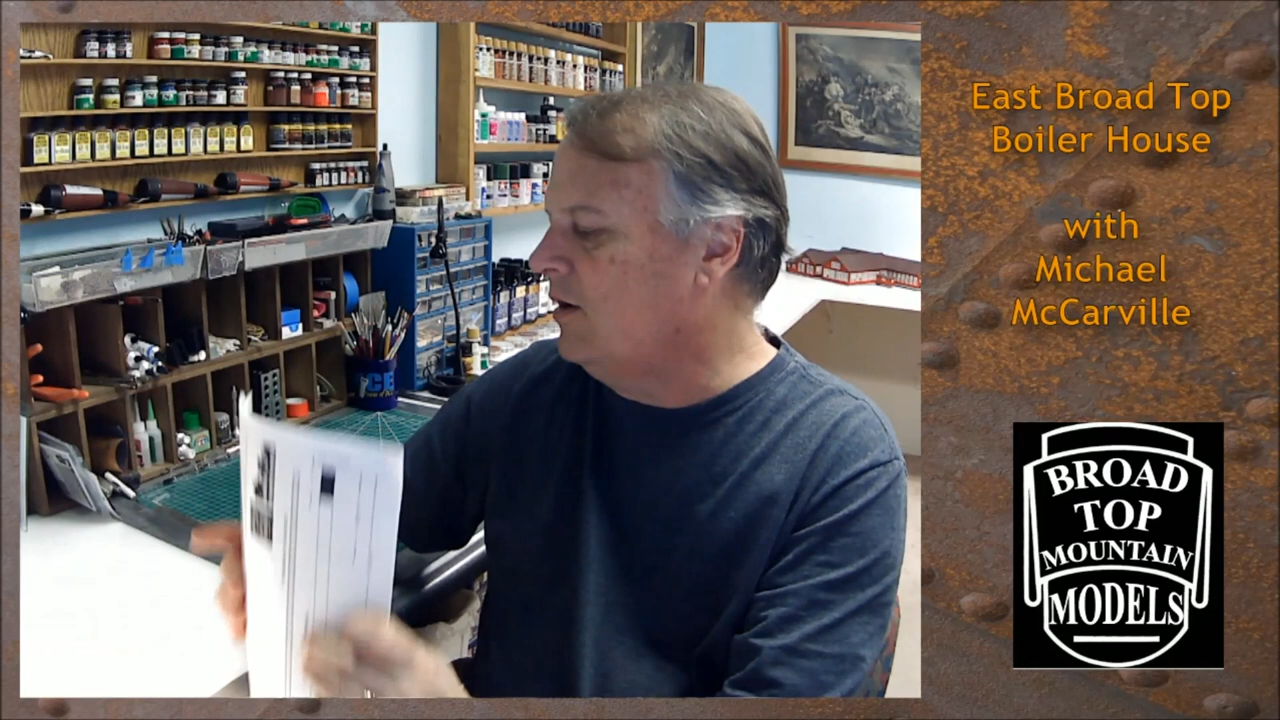 East Broad Top
Boiler House
with
Michael
McCarville
BROAD
TOP
MOUNTAIN
MODELS